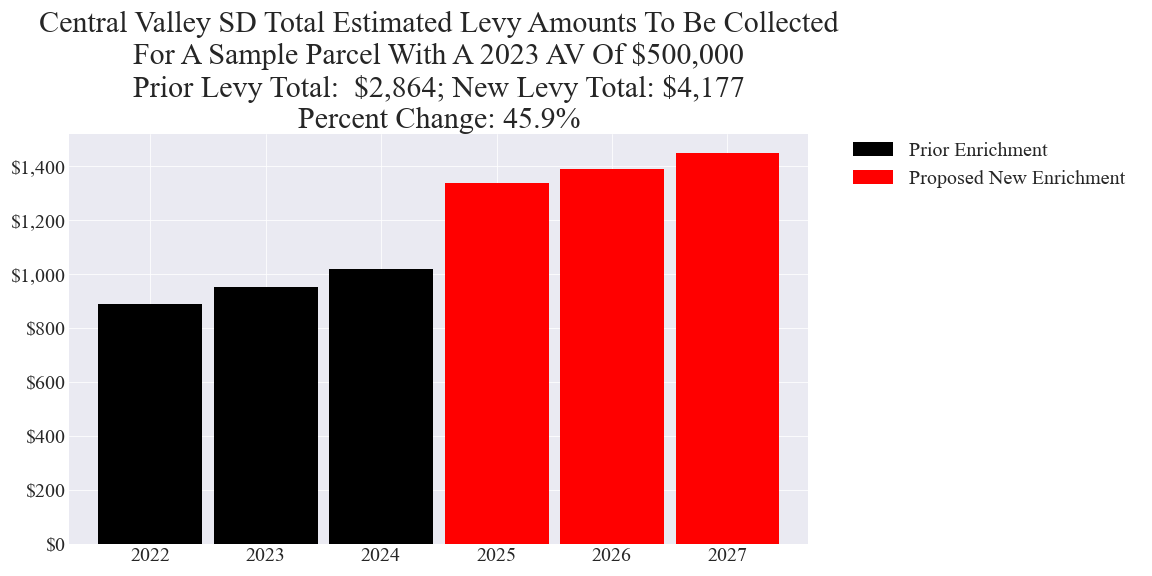 Central Valley SD Total Estimated Levy Amounts To Be Collected
For A Sample Parcel With A 2023 AV Of $500,000
Prior Levy Total:  $2,864; New Levy Total: $4,177
Percent Change: 45.9%
Prior Enrichment
Proposed New Enrichment
$1,400
$1,200
$1,000
$800
$600
$400
$200
$0
2022 2023 2024 2025 2026 2027